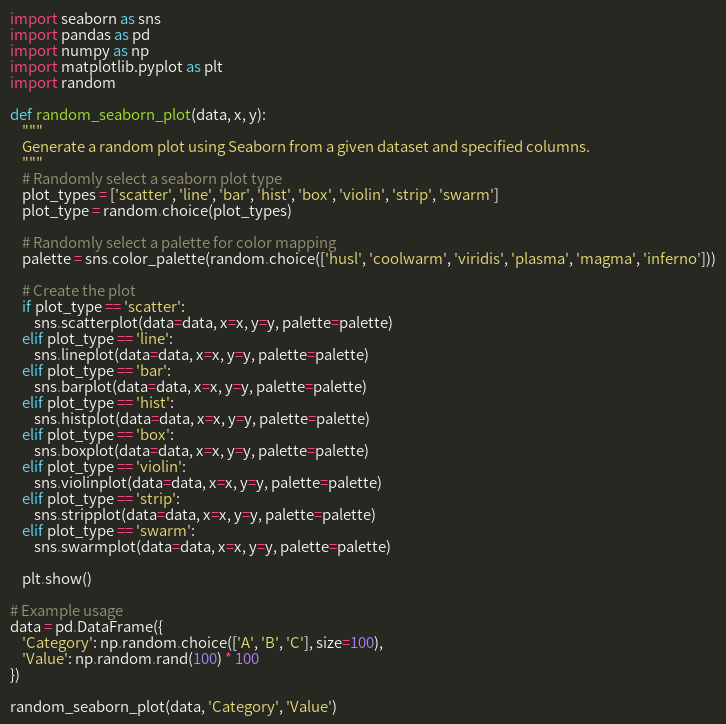 import seaborn as sns
import pandas as pd
import numpy as np
import matplotlib.pyplot as plt
import random

def random_seaborn_plot(data, x, y):
    """
    Generate a random plot using Seaborn from a given dataset and specified columns.
    """
    # Randomly select a seaborn plot type
    plot_types = ['scatter', 'line', 'bar', 'hist', 'box', 'violin', 'strip', 'swarm']
    plot_type = random.choice(plot_types)

    # Randomly select a palette for color mapping
    palette = sns.color_palette(random.choice(['husl', 'coolwarm', 'viridis', 'plasma', 'magma', 'inferno']))

    # Create the plot
    if plot_type == 'scatter':
        sns.scatterplot(data=data, x=x, y=y, palette=palette)
    elif plot_type == 'line':
        sns.lineplot(data=data, x=x, y=y, palette=palette)
    elif plot_type == 'bar':
        sns.barplot(data=data, x=x, y=y, palette=palette)
    elif plot_type == 'hist':
        sns.histplot(data=data, x=x, y=y, palette=palette)
    elif plot_type == 'box':
        sns.boxplot(data=data, x=x, y=y, palette=palette)
    elif plot_type == 'violin':
        sns.violinplot(data=data, x=x, y=y, palette=palette)
    elif plot_type == 'strip':
        sns.stripplot(data=data, x=x, y=y, palette=palette)
    elif plot_type == 'swarm':
        sns.swarmplot(data=data, x=x, y=y, palette=palette)

    plt.show()

# Example usage
data = pd.DataFrame({
    'Category': np.random.choice(['A', 'B', 'C'], size=100),
    'Value': np.random.rand(100) * 100
})

random_seaborn_plot(data, 'Category', 'Value')